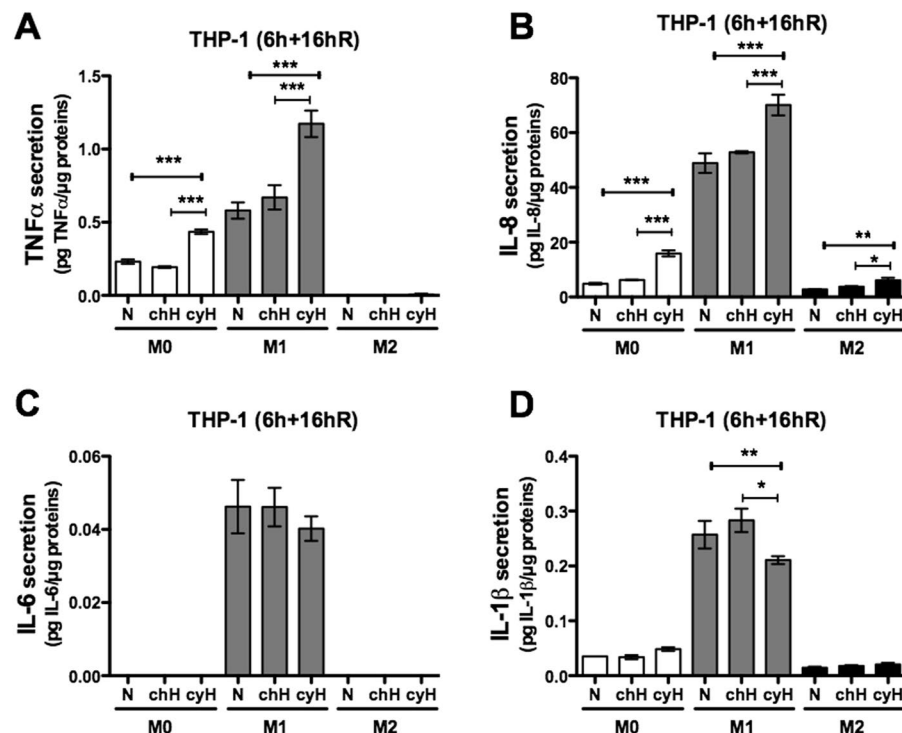 A
THP-1 (6h+16hR)
TNFα secretion
(pg TNFα/µg proteins)
1.5
1.0
0.5
0.0
***
***
***
***
N chH cyH N chH cyH N chH cyH
M0 M1 M2
B
THP-1 (6h+16hR)
IL-8 secretion
(pg IL-8/µg proteins)
80
60
40
20
0
***
***
***
***
**
*
N chH cyH N chH cyH N chH cyH
M0 M1 M2
C
THP-1 (6h+16hR)
IL-6 secretion
(pg IL-6/µg proteins)
0.06
0.04
0.02
0.00
N chH cyH N chH cyH N chH cyH
M0 M1 M2
D
THP-1 (6h+16hR)
IL-1β secretion
(pg IL-1β/µg proteins)
0.4
0.3
0.2
0.1
0.0
**
*
N chH cyH N chH cyH N chH cyH
M0 M1 M2